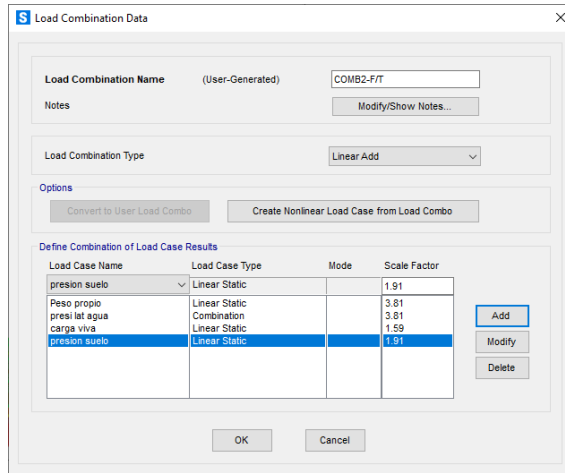 S Load Combination Data
Load Combination Name (User-Generated) COMB2-F/T
Notes Modify/Show Notes...
Load Combination Type Linear Add
Options
Convert to User Load Combo Create Nonlinear Load Case from Load Combo
Define Combination of Load Case Results
Load Case Name Load Case Type Mode Scale Factor
presion suelo Linear Static 1.91
Peso propio Linear Static 3.81
presi lat agua Combination 3.81
carga viva Linear Static 1.59
presion suelo Linear Static 1.91
Add
Modify
Delete
OK Cancel